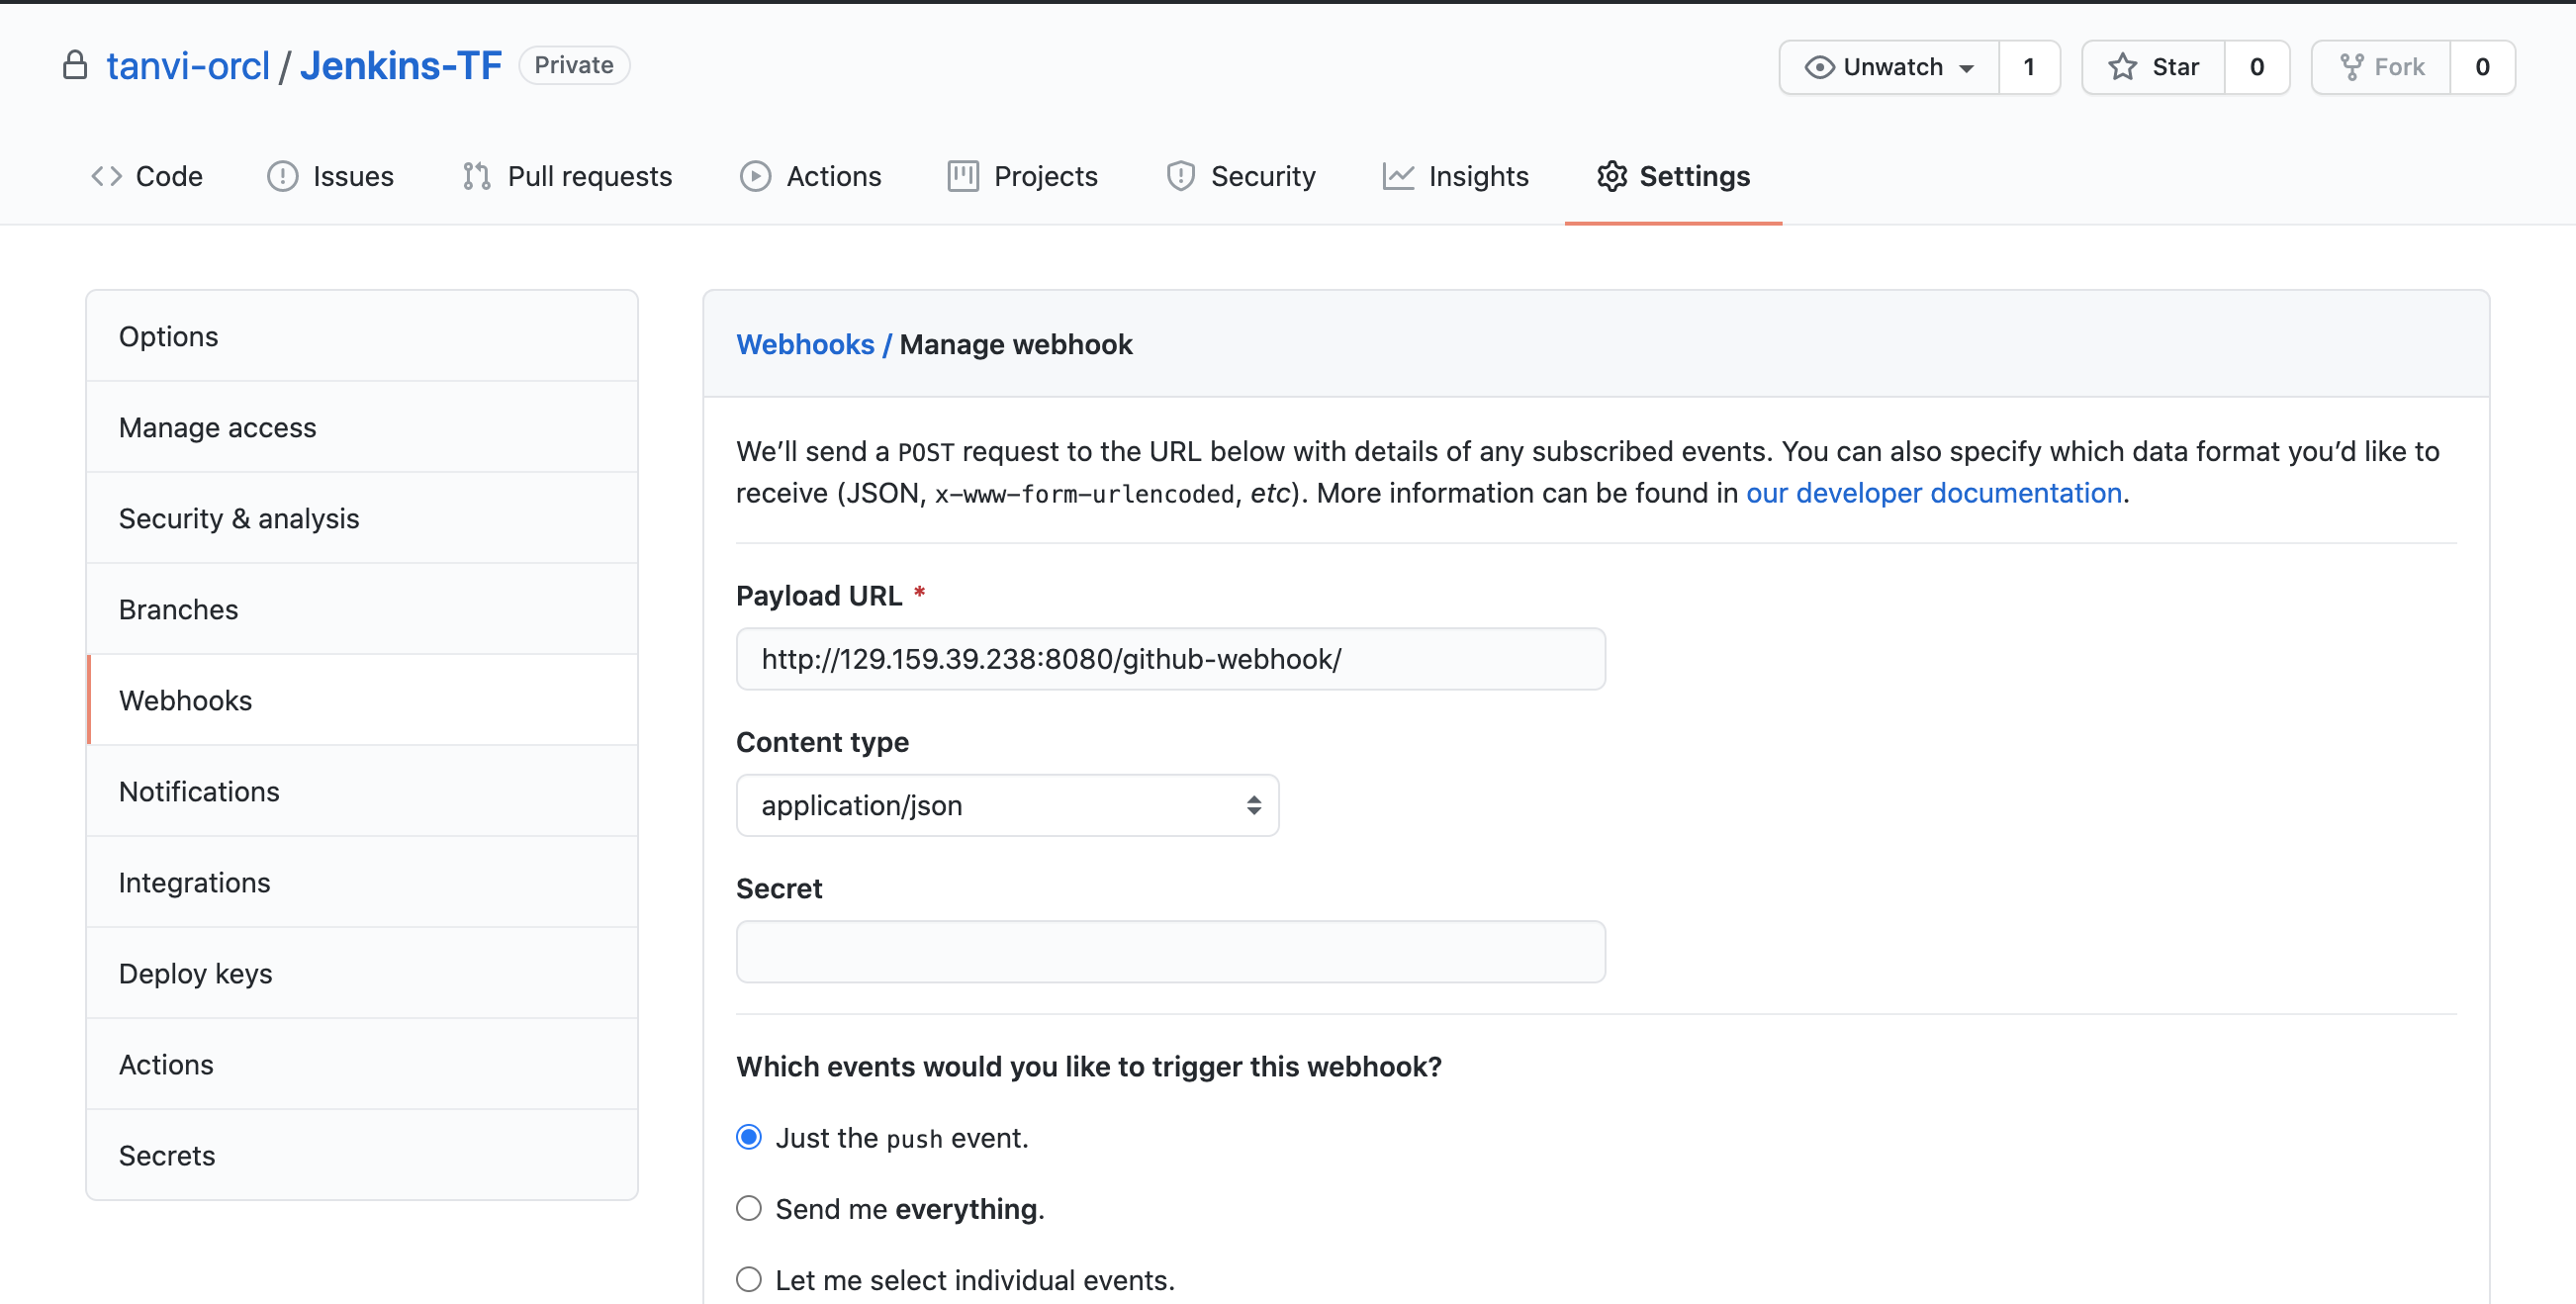 tanvi-orcl / Jenkins-TF Private
Unwatch 1 Star 0 Fork 0
Code Issues Pull requests Actions Projects Security Insights Settings
Options
Manage access
Security & analysis
Branches
Webhooks
Notifications
Integrations
Deploy keys
Actions
Secrets
Webhooks / Manage webhook
We’ll send a POST request to the URL below with details of any subscribed events. You can also specify which data format you’d like to
receive (JSON, x-www-form-urlencoded, etc). More information can be found in our developer documentation.
Payload URL *
http://129.159.39.238:8080/github-webhook/
Content type
application/json
Secret
Which events would you like to trigger this webhook?
Just the push event.
Send me everything.
Let me select individual events.